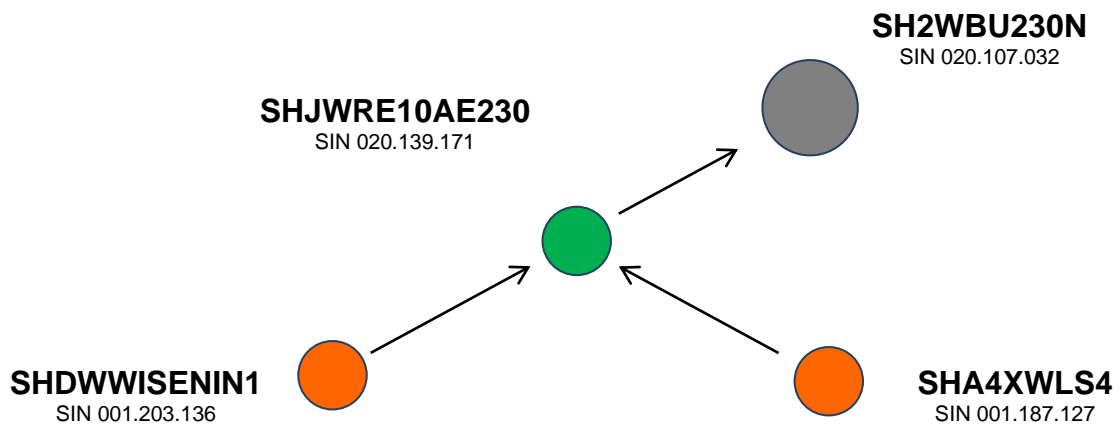 SH2WBU230N
SIN 020.107.032
SHJWRE10AE230
SIN 020.139.171
SHDWWISENIN1
SIN 001.203.136
SHA4XWLS4
SIN 001.187.127